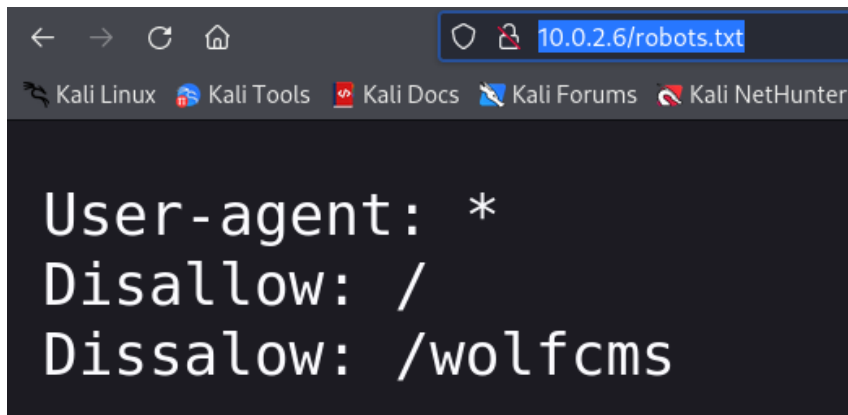 10.0.2.6/robots.txt
Kali Linux Kali Tools Kali Docs Kali Forums Kali NetHunter
User-agent: *
Disallow: /
Dissalow: /wolfcms